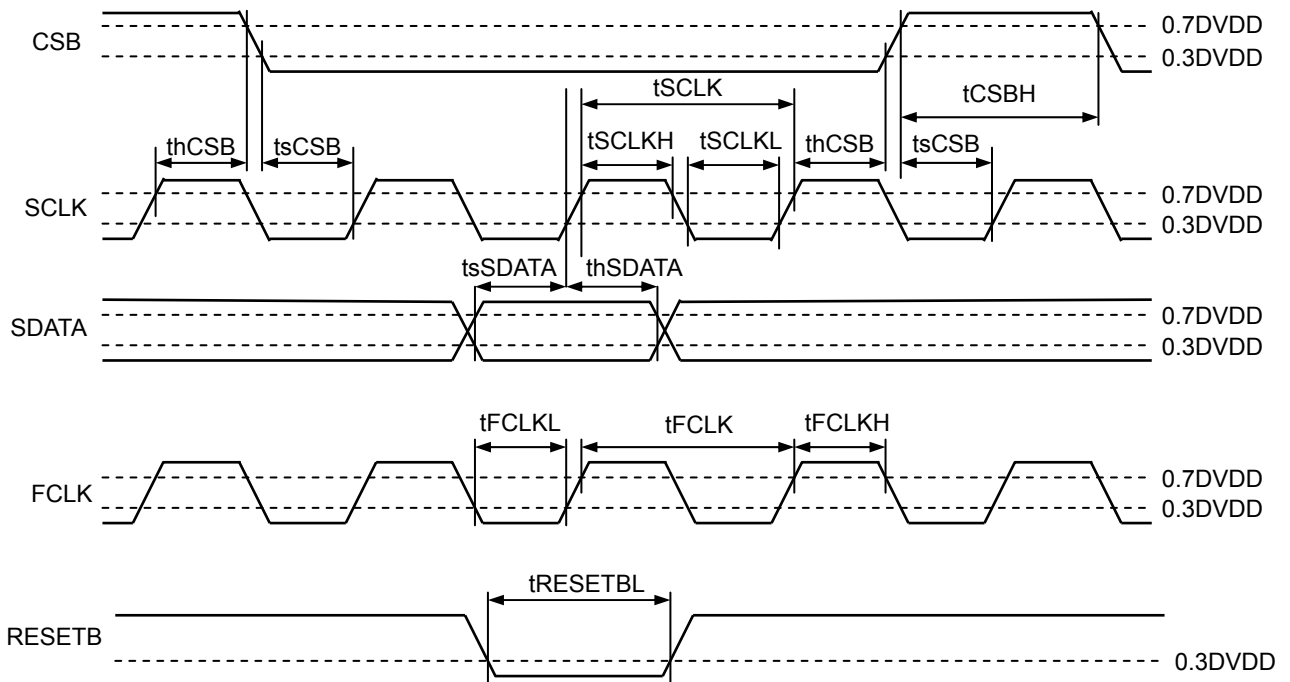 CSB
0.7DVDD
0.3DVDD
tSCLK
tCSBH
thCSB
tsCSB
tSCLKH
tSCLKL
thCSB
tsCSB
SCLK
0.7DVDD
0.3DVDD
tsSDATA
thSDATA
SDATA
0.7DVDD
0.3DVDD
tFCLKL
tFCLK
tFCLKH
FCLK
0.7DVDD
0.3DVDD
tRESETBL
RESETB
0.3DVDD